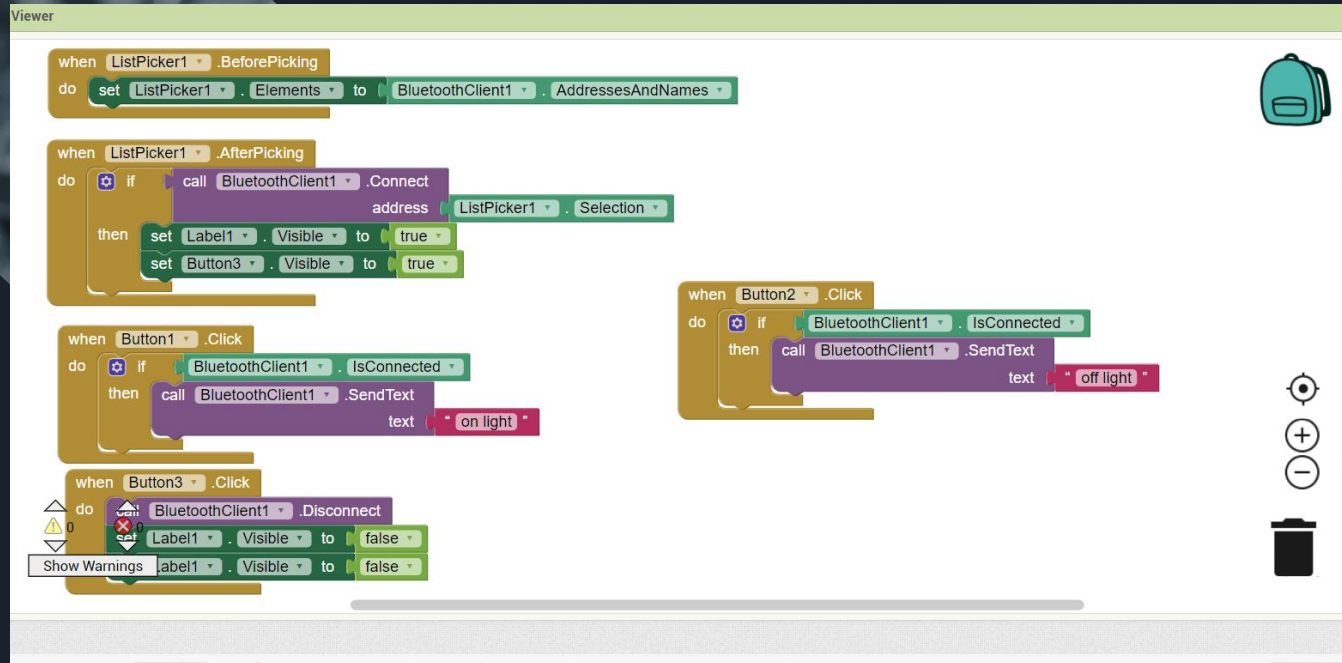 Viewer
when ListPicker1 .BeforePicking
do set ListPicker1 . Elements to BluetoothClient1 . AddressesAndNames
when ListPicker1 .AfterPicking
do if call BluetoothClient1 .Connect
address ListPicker1 . Selection
then set Label1 . Visible to true
set Button3 . Visible to true
when Button1 .Click
do if BluetoothClient1 . IsConnected
then call BluetoothClient1 .SendText
text " on light "
when Button3 .Click
do call BluetoothClient1 .Disconnect
set Label1 . Visible to false
abel1 . Visible to false
0 0
Show Warnings
when Button2 .Click
do if BluetoothClient1 . IsConnected
then call BluetoothClient1 .SendText
text " off light "